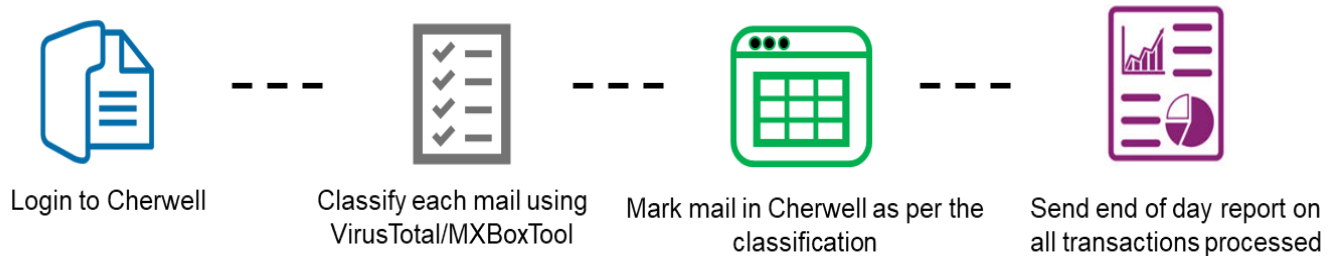 Login to Cherwell
Classify each mail using
VirusTotal/MXBoxTool
Mark mail in Cherwell as per the
classification
Send end of day report on
all transactions processed